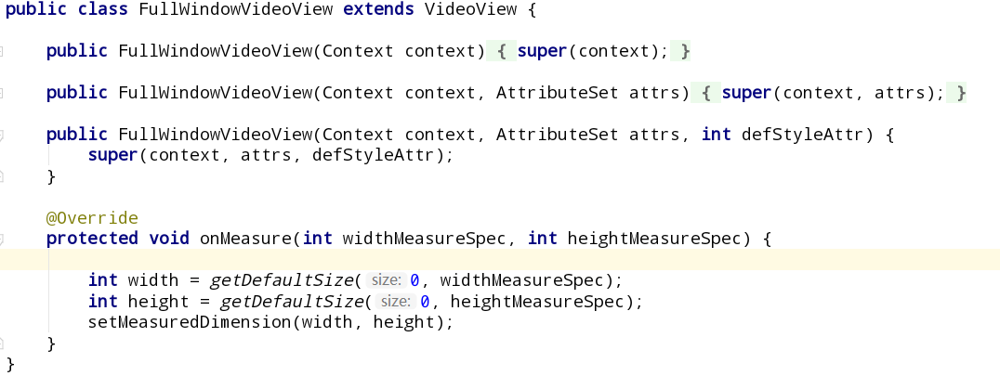 public class FullWindowVideoView extends VideoView {
public FullWindowVideoView(Context context) { super(context); }
public FullWindowVideoView(Context context, AttributeSet attrs) { super(context, attrs); }
public FullWindowVideoView(Context context, AttributeSet attrs, int defStyleAttr) {
super(context, attrs, defStyleAttr);
}
@Override
protected void onMeasure(int widthMeasureSpec, int heightMeasureSpec) {
int width = getDefaultSize( size: 0, widthMeasureSpec);
int height = getDefaultSize( size: 0, heightMeasureSpec);
setMeasuredDimension(width, height);
}
}